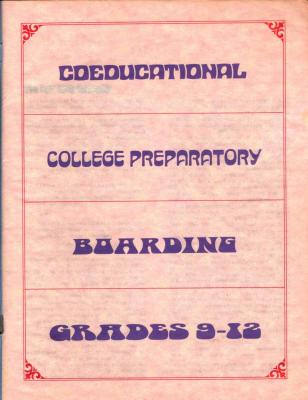 COEDUCATIONAL
COLLEGE PREPARATORY
BOARDING
GRADES 9-12